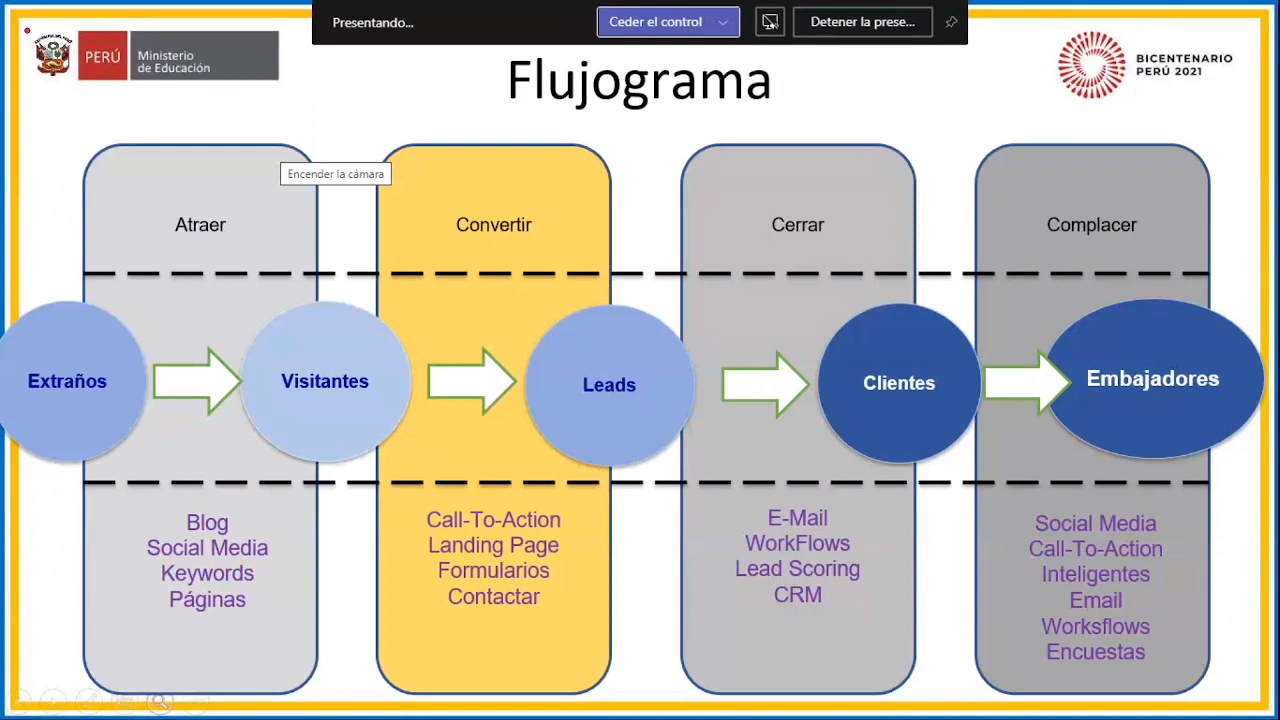 Presentando...
Ceder el control
Detener la prese...
PERÚ
Ministerio
de Educación
BICENTENARIO
PERÚ 2021
Flujograma
Encender la cámara
Atraer
Convertir
Cerrar
Complacer
Extraños
Visitantes
Leads
Clientes
Embajadores
Blog
Social Media
Keywords
Páginas
Call-To-Action
Landing Page
Formularios
Contactar
E-Mail
WorkFlows
Lead Scoring
CRM
Social Media
Call-To-Action
Inteligentes
Email
Worksflows
Encuestas